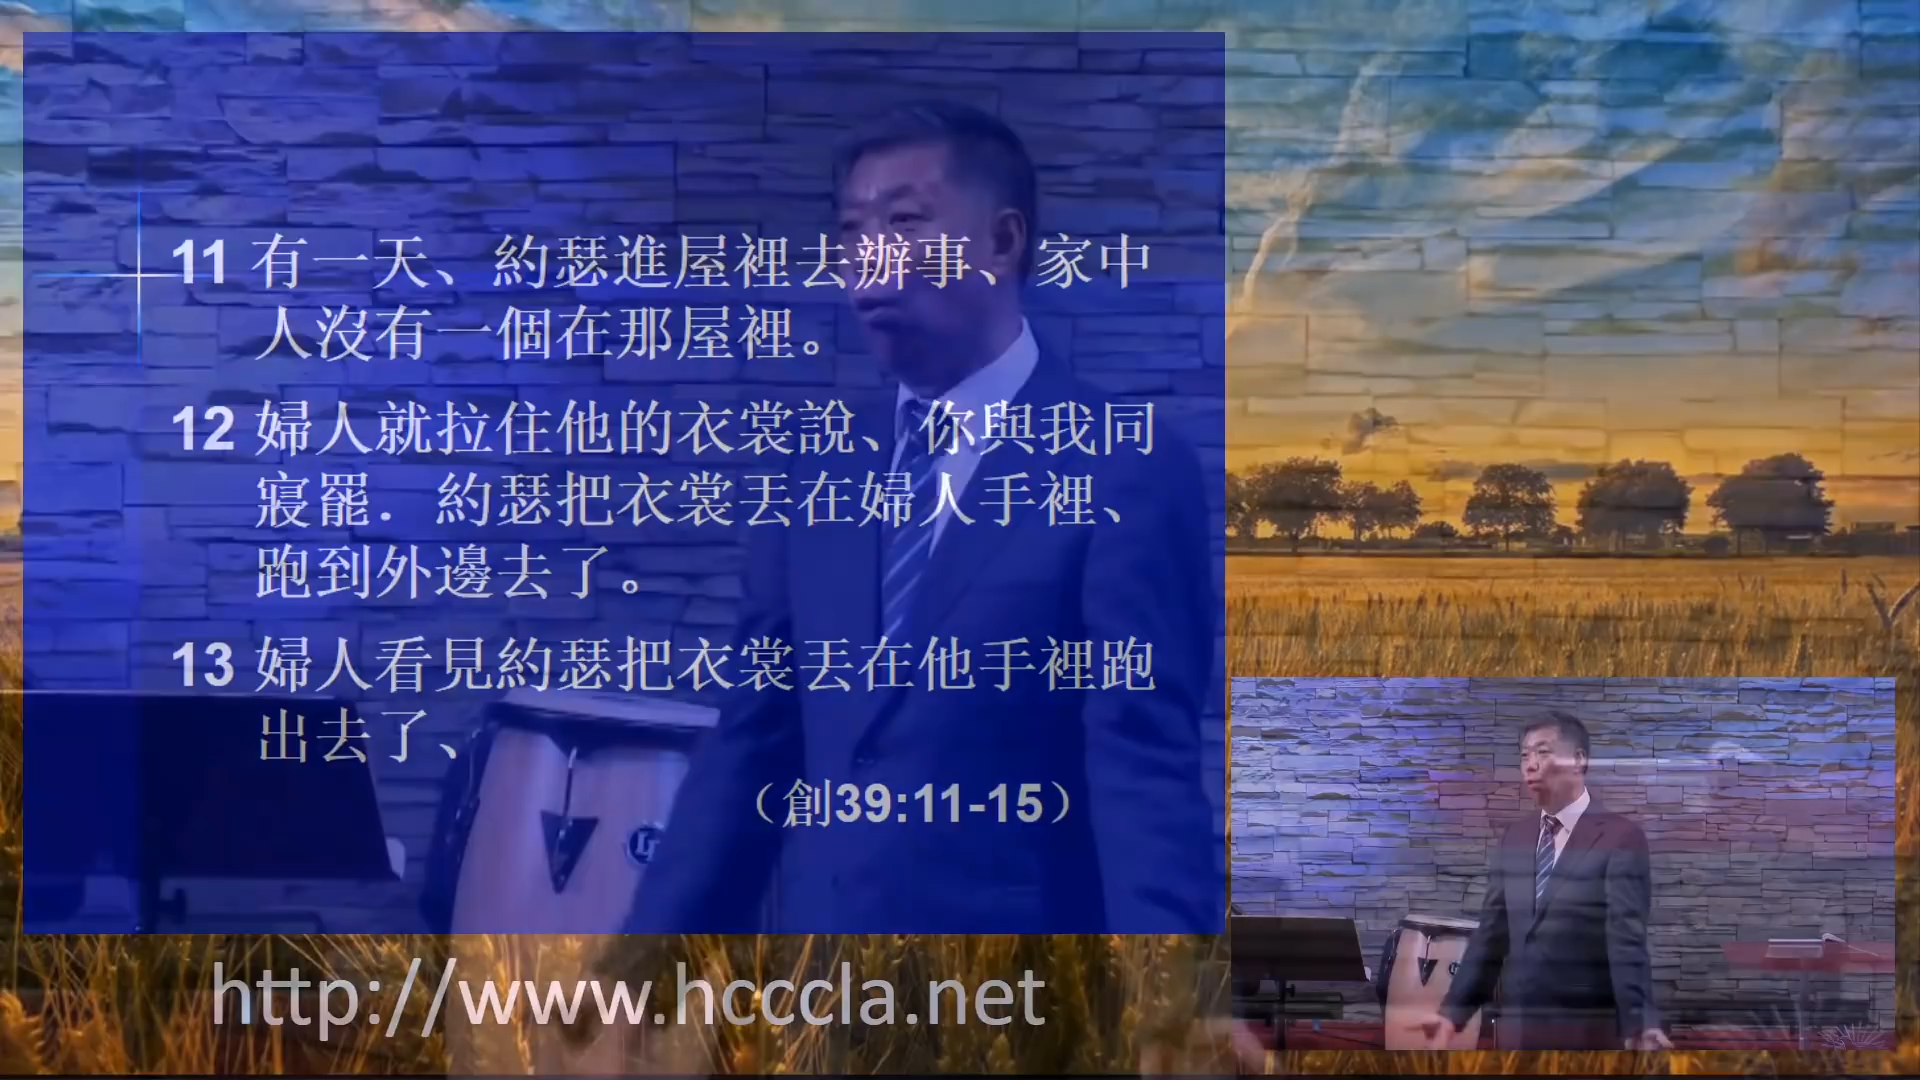 11 有一天、約瑟進屋裡去辦事、家中
人沒有一個在那屋裡。
12 婦人就拉住他的衣裳說、你與我同
寢罷．約瑟把衣裳丟在婦人手裡、
跑到外邊去了。
13 婦人看見約瑟把衣裳丟在他手裡跑
出去了、
（創39:11-15）
http://www.hcccla.net